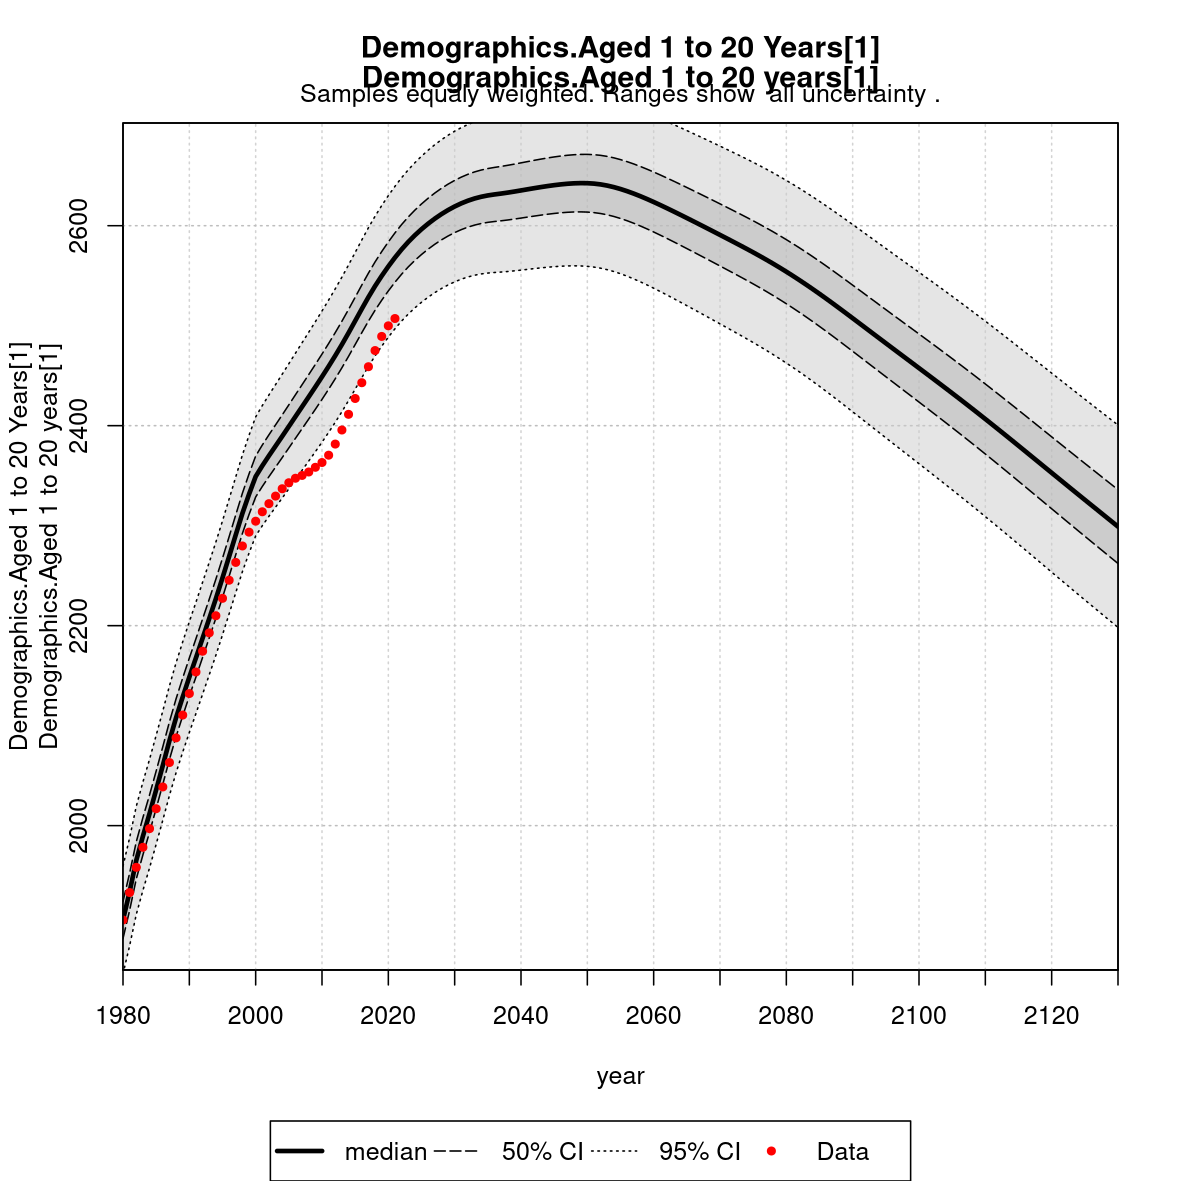 Demographics.Aged 1 to 20 Years[1]
Demographics.Aged 1 to 20 years[1]
Samples equaly weighted. Ranges show  all uncertainty .
Demographics.Aged 1 to 20 Years[1]
Demographics.Aged 1 to 20 years[1]
2600
2400
2200
2000
1980 2000 2020 2040 2060 2080 2100 2120
year
median 50% CI 95% CI Data